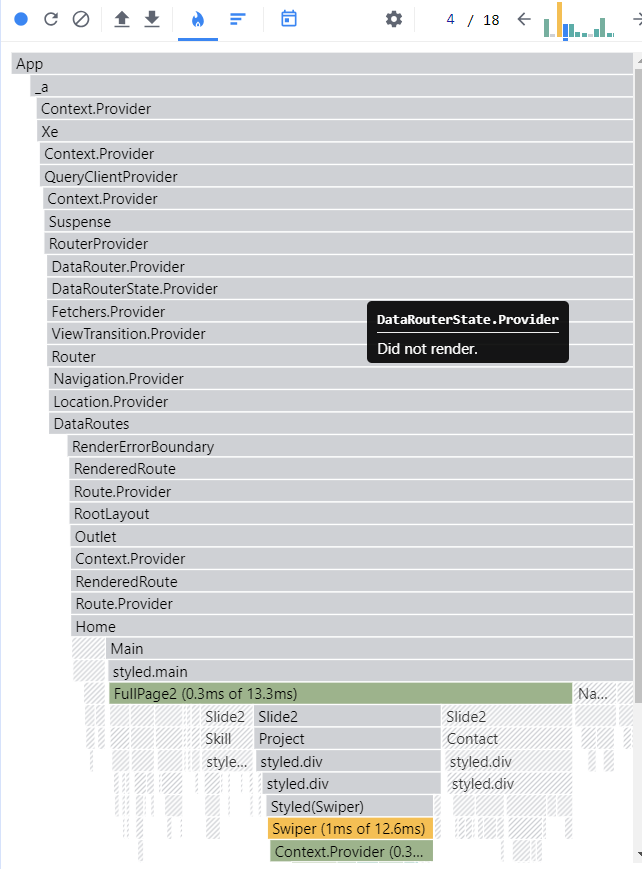 4 / 18
App
_a
Context.Provider
Xe
Context.Provider
QueryClientProvider
Context.Provider
Suspense
RouterProvider
DataRouter.Provider
DataRouterState.Provider
Fetchers.Provider
ViewTransition.Provider
Router
Navigation.Provider
Location.Provider
DataRoutes
DataRouterState.Provider
Did not render.
RenderErrorBoundary
RenderedRoute
Route.Provider
RootLayout
Outlet
Context.Provider
RenderedRoute
Route.Provider
Home
Main
styled.main
FullPage2 (0.3ms of 13.3ms) Na...
Slide2 Slide2 Slide2
Skill Project Contact
style... styled.div styled.div
styled.div styled.div
Styled(Swiper)
Swiper (1ms of 12.6ms)
Context.Provider (0.3...